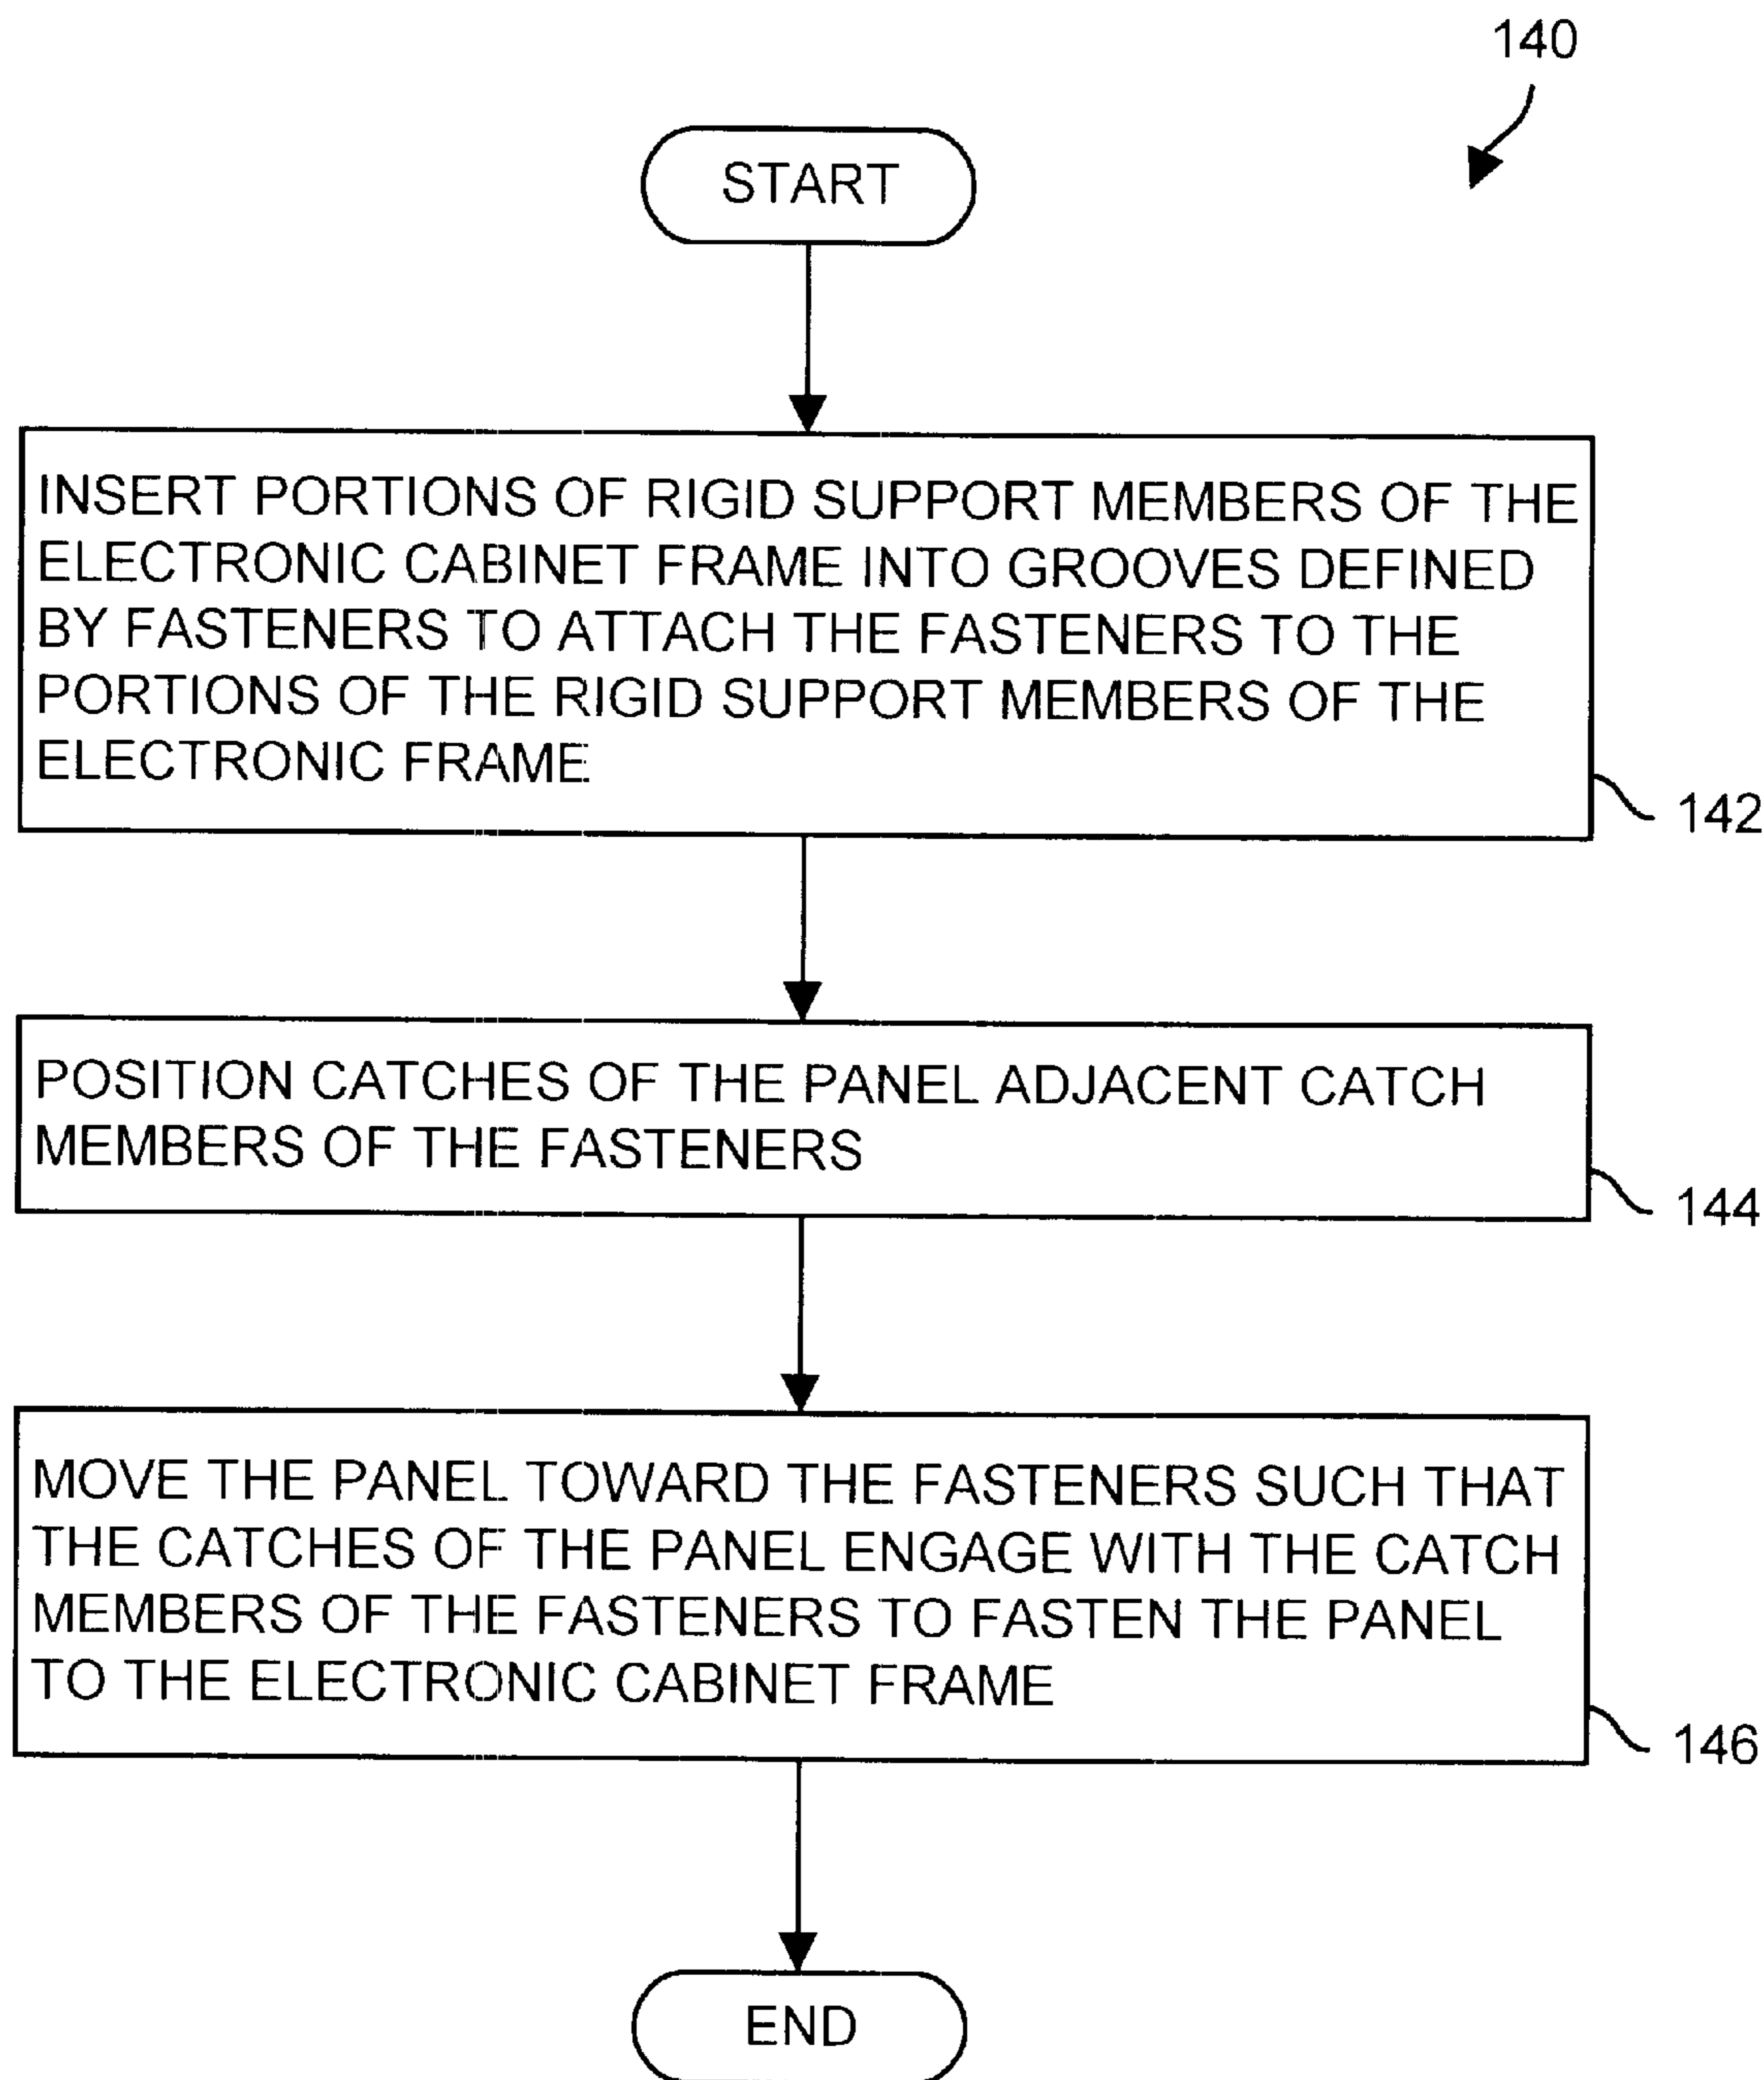 140
START
INSERT PORTIONS OF RIGID SUPPORT MEMBERS OF THE
ELECTRONIC CABINET FRAME INTO GROOVES DEFINED
BY FASTENERS TO ATTACH THE FASTENERS TO THE
PORTIONS OF THE RIGID SUPPORT MEMBERS OF THE
ELECTRONIC FRAME
142
POSITION CATCHES OF THE PANEL ADJACENT CATCH
MEMBERS OF THE FASTENERS
144
MOVE THE PANEL TOWARD THE FASTENERS SUCH THAT
THE CATCHES OF THE PANEL ENGAGE WITH THE CATCH
MEMBERS OF THE FASTENERS TO FASTEN THE PANEL
TO THE ELECTRONIC CABINET FRAME
146
END